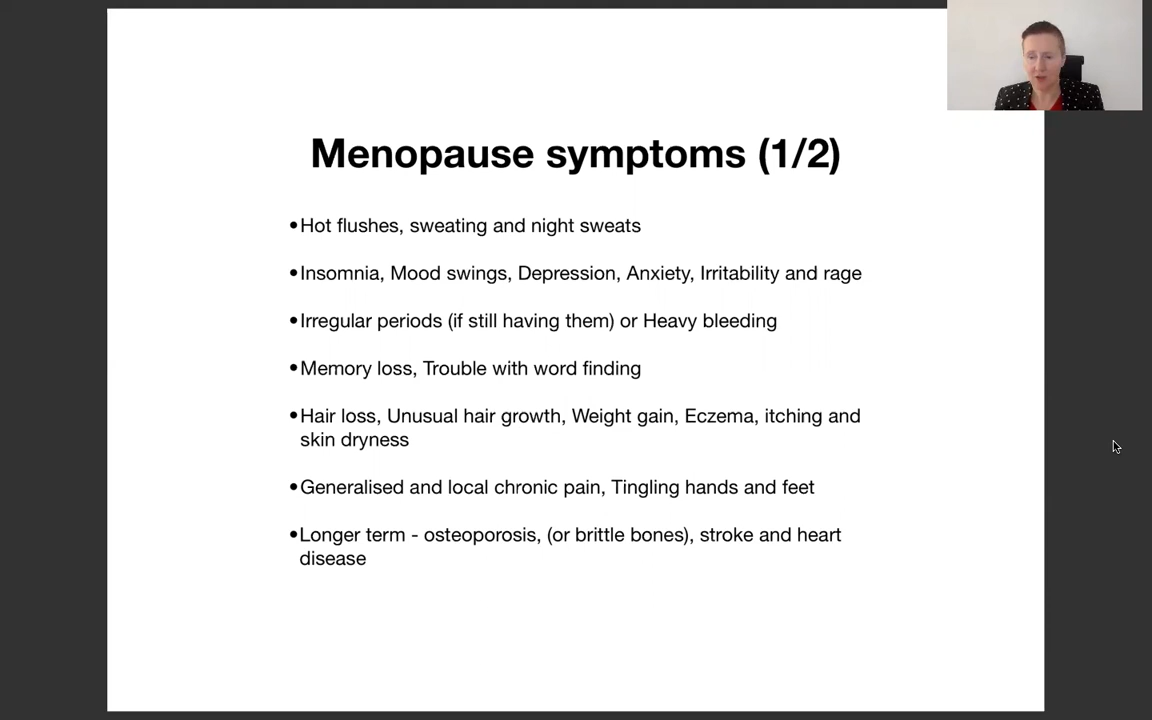 Menopause symptoms (1/2)
•Hot flushes, sweating and night sweats
•Insomnia, Mood swings, Depression, Anxiety, Irritability and rage
•Irregular periods (if still having them) or Heavy bleeding
•Memory loss, Trouble with word finding
•Hair loss, Unusual hair growth, Weight gain, Eczema, itching and
skin dryness
•Generalised and local chronic pain, Tingling hands and feet
•Longer term - osteoporosis, (or brittle bones), stroke and heart
disease